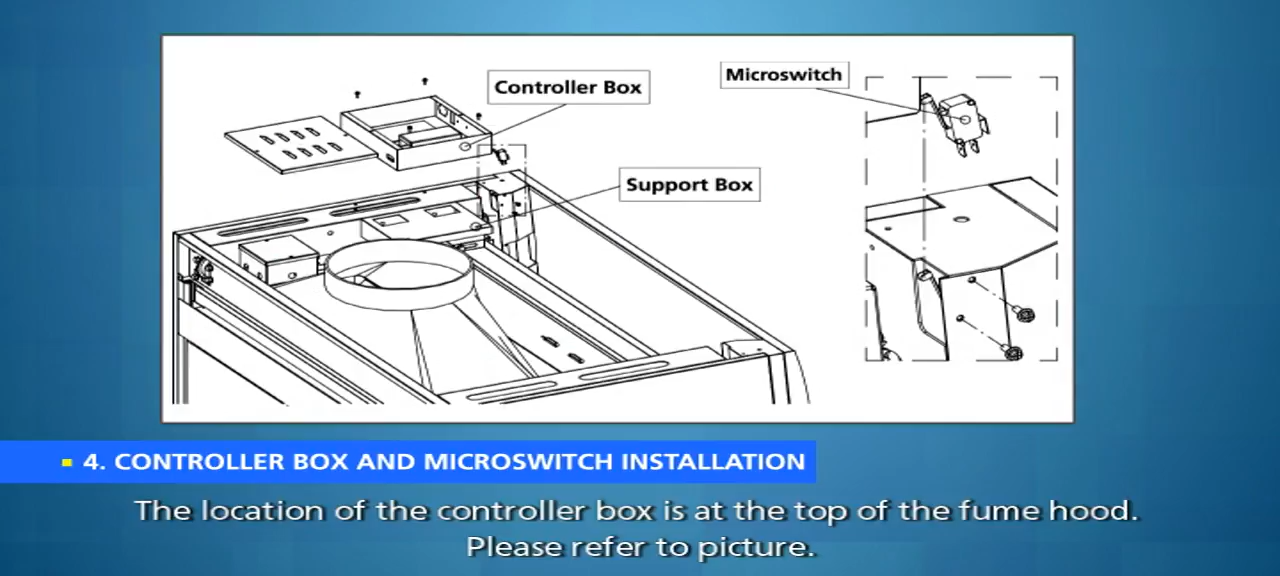 Controller Box
Microswitch
Support Box
4. CONTROLLER BOX AND MICROSWITCH INSTALLATION
The location of the controller box is at the top of the fume hood.
Please refer to picture.